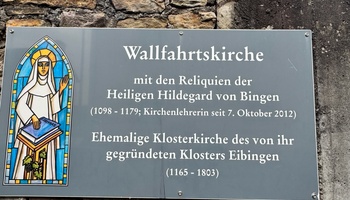 Wallfahrtskirche
mit den Reliquien der
Heiligen Hildegard von Bingen
(1098 - 1179; Kirchenlehrerin seit 7. Oktober 2012)
Ehemalige Klosterkirche des von ihr
gegründeten Klosters Eibingen
(1165 - 1803)